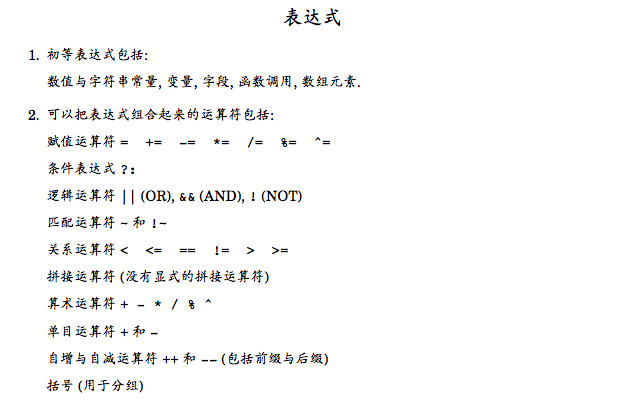 表达式
1. 初等表达式包括:
数值与字符串常量, 变量, 字段, 函数调用, 数组元素.
2. 可以把表达式组合起来的运算符包括:
赋值运算符 = += -= *= /= %= ^=
条件表达式 ?:
逻辑运算符 || (OR), && (AND), ! (NOT)
匹配运算符 ~ 和 !~
关系运算符 < <= == != > >=
拼接运算符 (没有显式的拼接运算符)
算术运算符 + - * / % ^
单目运算符 + 和 -
自增与自减运算符 ++ 和 -- (包括前缀与后缀)
括号 (用于分组)